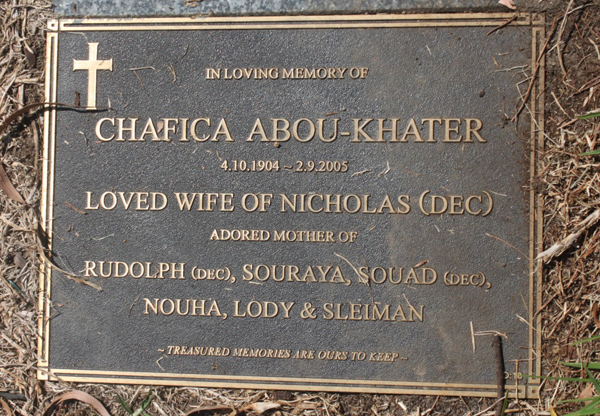 IN LOVING MEMORY OF
CHAFICA ABOU-KHATER
4.10.1904 ~ 2.9.2005
LOVED WIFE OF NICHOLAS (DEC)
ADORED MOTHER OF
RUDOLPH (DEC), SOURAYA, SOUAD (DEC),
NOUHA, LODY & SLEIMAN
~ TREASURED MEMORIES ARE OURS TO KEEP ~